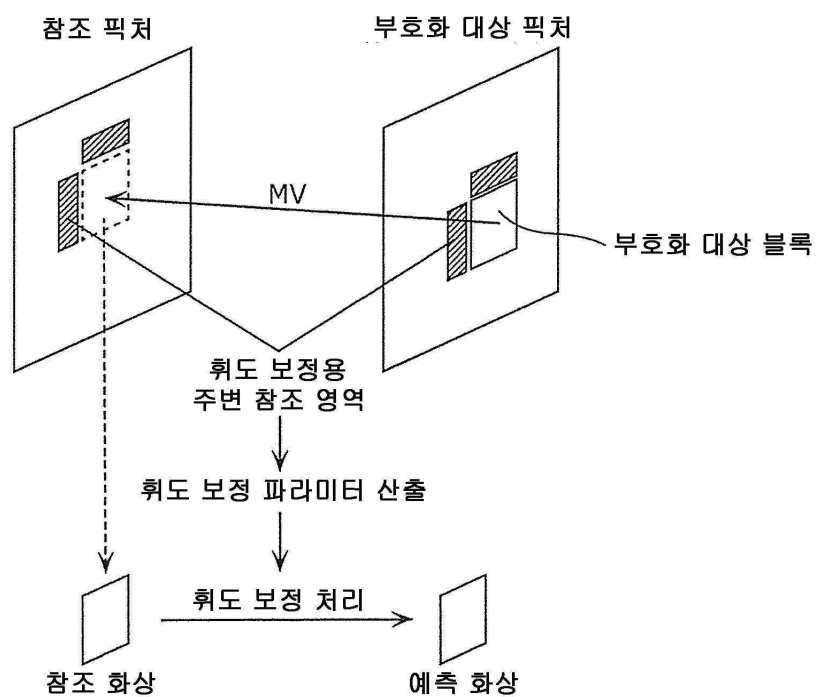 참조 픽처
부호화 대상 픽처
MV
부호화 대상 블록
휘도 보정용
주변 참조 영역
휘도 보정 파라미터 산출
휘도 보정 처리
참조 화상
예측 화상